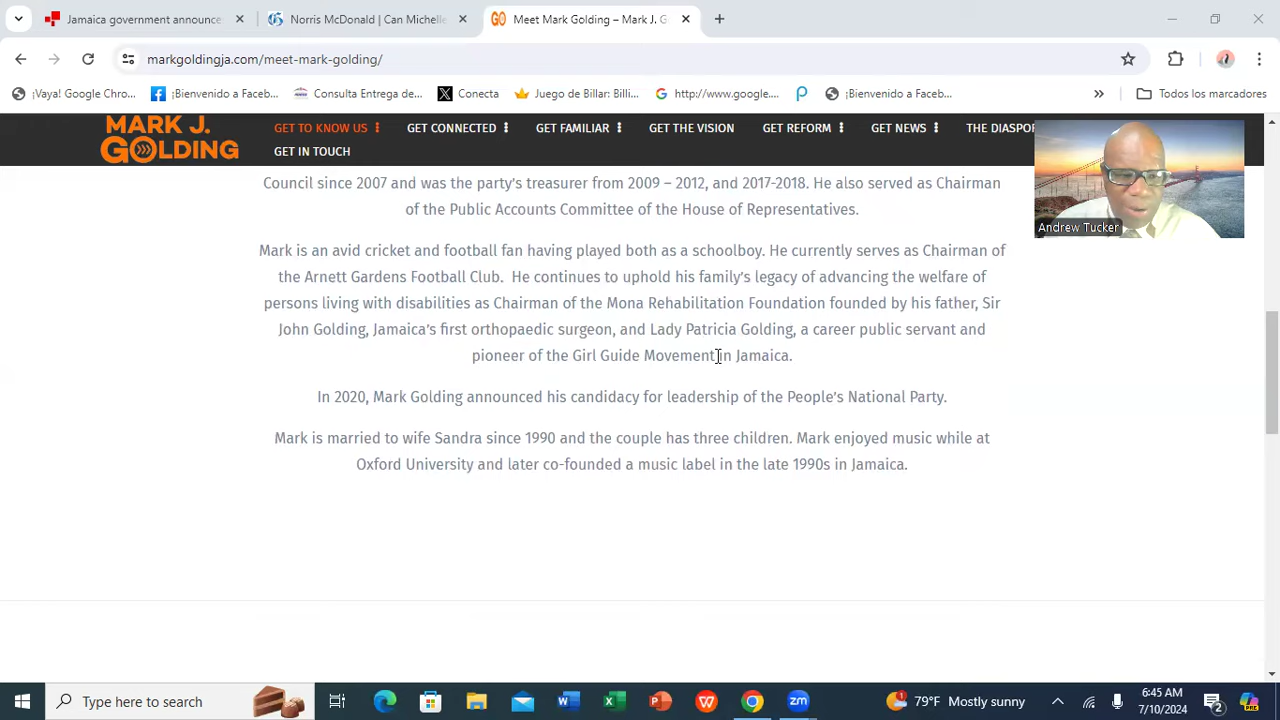 Jamaica government announce
Norris McDonald | Can Michelle
Meet Mark Golding – Mark J. G
markgoldingja.com/meet-mark-golding/
¡Vaya! Google Chro...
¡Bienvenido a Faceb...
Consulta Entrega de...
Conecta
Juego de Billar: Billi...
http://www.google....
¡Bienvenido a Faceb...
»
Todos los marcadores
MARK J.
GOLDING
GET TO KNOW US
GET CONNECTED
GET FAMILIAR
GET THE VISION
GET REFORM
GET NEWS
THE DIASPOR
GET IN TOUCH
Andrew Tucker
Council since 2007 and was the party's treasurer from 2009 – 2012, and 2017-2018. He also served as Chairman
of the Public Accounts Committee of the House of Representatives.
Mark is an avid cricket and football fan having played both as a schoolboy. He currently serves as Chairman of
the Arnett Gardens Football Club. He continues to uphold his family's legacy of advancing the welfare of
persons living with disabilities as Chairman of the Mona Rehabilitation Foundation founded by his father, Sir
John Golding, Jamaica's first orthopaedic surgeon, and Lady Patricia Golding, a career public servant and
pioneer of the Girl Guide Movement in Jamaica.
In 2020, Mark Golding announced his candidacy for leadership of the People's National Party.
Mark is married to wife Sandra since 1990 and the couple has three children. Mark enjoyed music while at
Oxford University and later co-founded a music label in the late 1990s in Jamaica.
Type here to search
79°F Mostly sunny
6:45 AM
7/10/2024